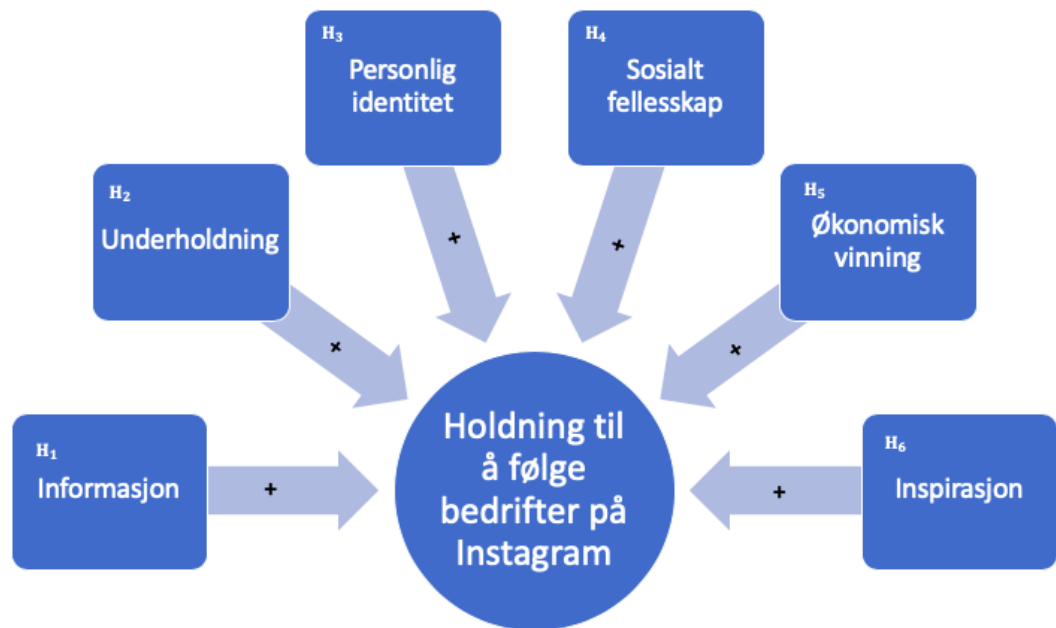 H₃
Personlig
identitet
H₄
Sosialt
fellesskap
H₂
Underholdning
H₅
Økonomisk
vinning
+
+
+
+
H₁
Informasjon
+
Holdning til
å følge
bedrifter på
Instagram
+
H₆
Inspirasjon